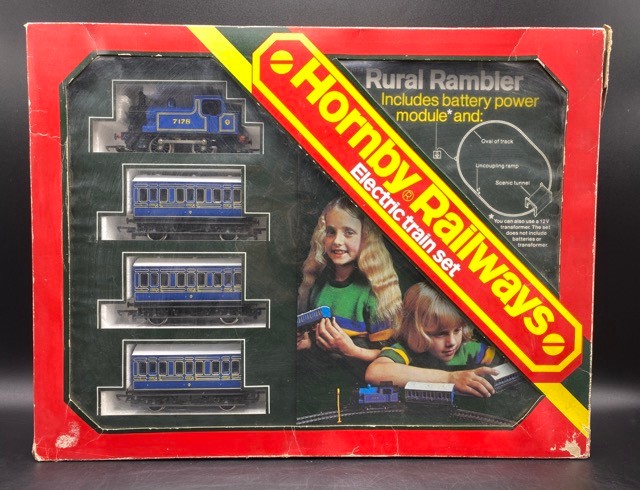 Hornby Railways
Electric train set
Rural Rambler
Includes battery power
module* and:
Oval of track
Uncoupling ramp
Scenic tunnel
*You can also use a 12V
transformer. The set
does not include
batteries or
transformer.
7178